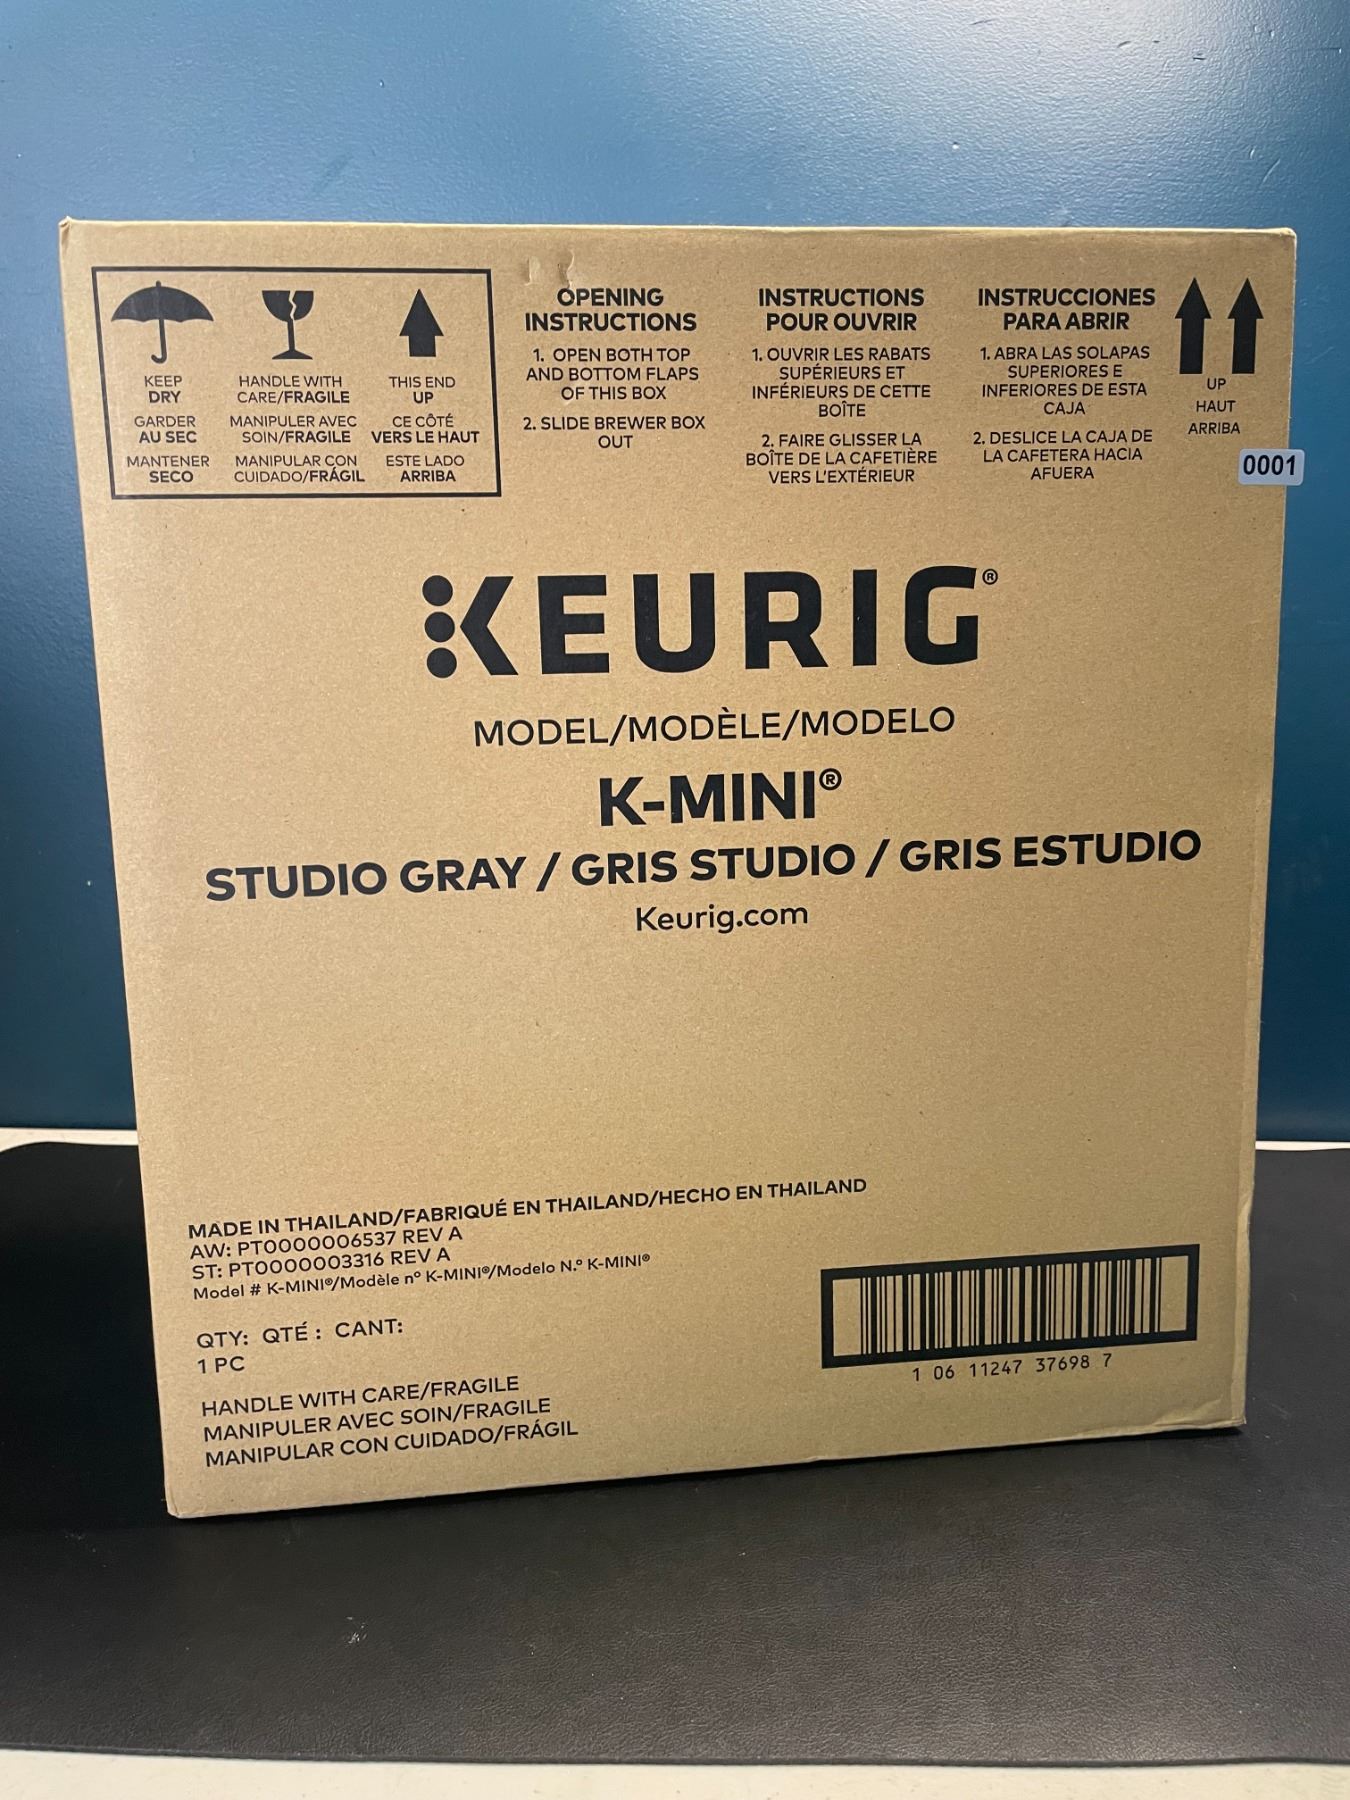 KEEP
DRY
GARDER
AU SEC
MANTENER
SECO
HANDLE WITH
CARE/FRAGILE
MANIPULER AVEC
SOIN/FRAGILE
MANIPULAR CON
CUIDADO/FRÁGIL
THIS END
UP
CE CÔTÉ
VERS LE HAUT
ESTE LADO
ARRIBA
OPENING
INSTRUCTIONS
1. OPEN BOTH TOP
AND BOTTOM FLAPS
OF THIS BOX
2. SLIDE BREWER BOX
OUT
INSTRUCTIONS
POUR OUVRIR
1. OUVRIR LES RABATS
SUPÉRIEURS ET
INFÉRIEURS DE CETTE
BOÎTE
2. FAIRE GLISSER LA
BOÎTE DE LA CAFETIÈRE
VERS L'EXTÉRIEUR
INSTRUCCIONES
PARA ABRIR
1. ABRA LAS SOLAPAS
SUPERIORES E
INFERIORES DE ESTA
CAJA
2. DESLICE LA CAJA DE
LA CAFETERA HACIA
AFUERA
UP
HAUT
ARRIBA
0001
KEURIG®
MODEL/MODÈLE/MODELO
K-MINI®
STUDIO GRAY / GRIS STUDIO / GRIS ESTUDIO
Keurig.com
MADE IN THAILAND/FABRIQUÉ EN THAILAND/HECHO EN THAILAND
AW: PT0000006537 REV A
ST: PT0000003316 REV A
Model # K-MINI®/Modèle nº K-MINI®/Modelo N.º K-MINI®
QTY: QTÉ : CANT:
1 PC
HANDLE WITH CARE/FRAGILE
MANIPULER AVEC SOIN/FRAGILE
MANIPULAR CON CUIDADO/FRÁGIL
1 06 11247 37698 7